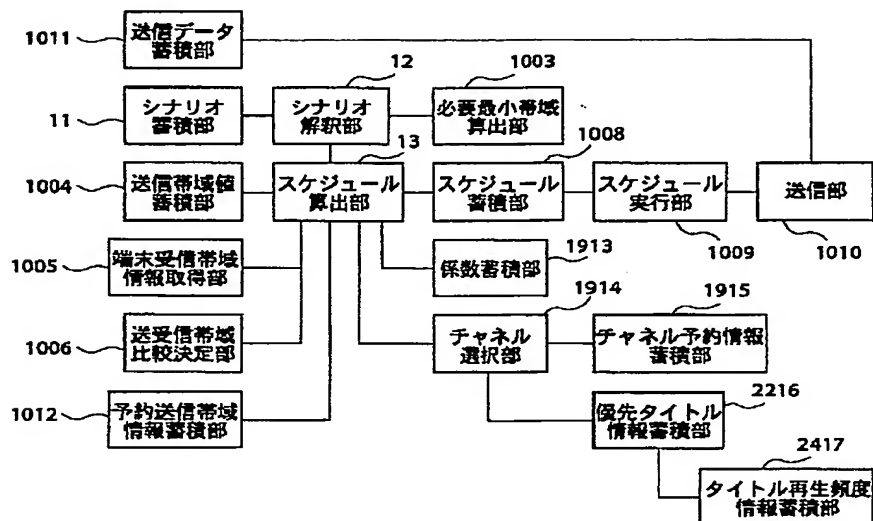 1011
送信データ
蓄積部
12
1003
11
シナリオ
蓄積部
シナリオ
解釈部
必要最小帯域
算出部
13
1008
1004
送信帯域値
蓄積部
スケジュール
算出部
スケジュール
蓄積部
スケジュール
実行部
送信部
1009
1010
1005
端末受信帯域
情報取得部
1913
係数蓄積部
1914
1915
1006
送受信帯域
比較決定部
チャネル
選択部
チャネル予約情報
蓄積部
1012
予約送信帯域
情報蓄積部
2216
優先タイトル
情報蓄積部
2417
タイトル再生頻度
情報蓄積部